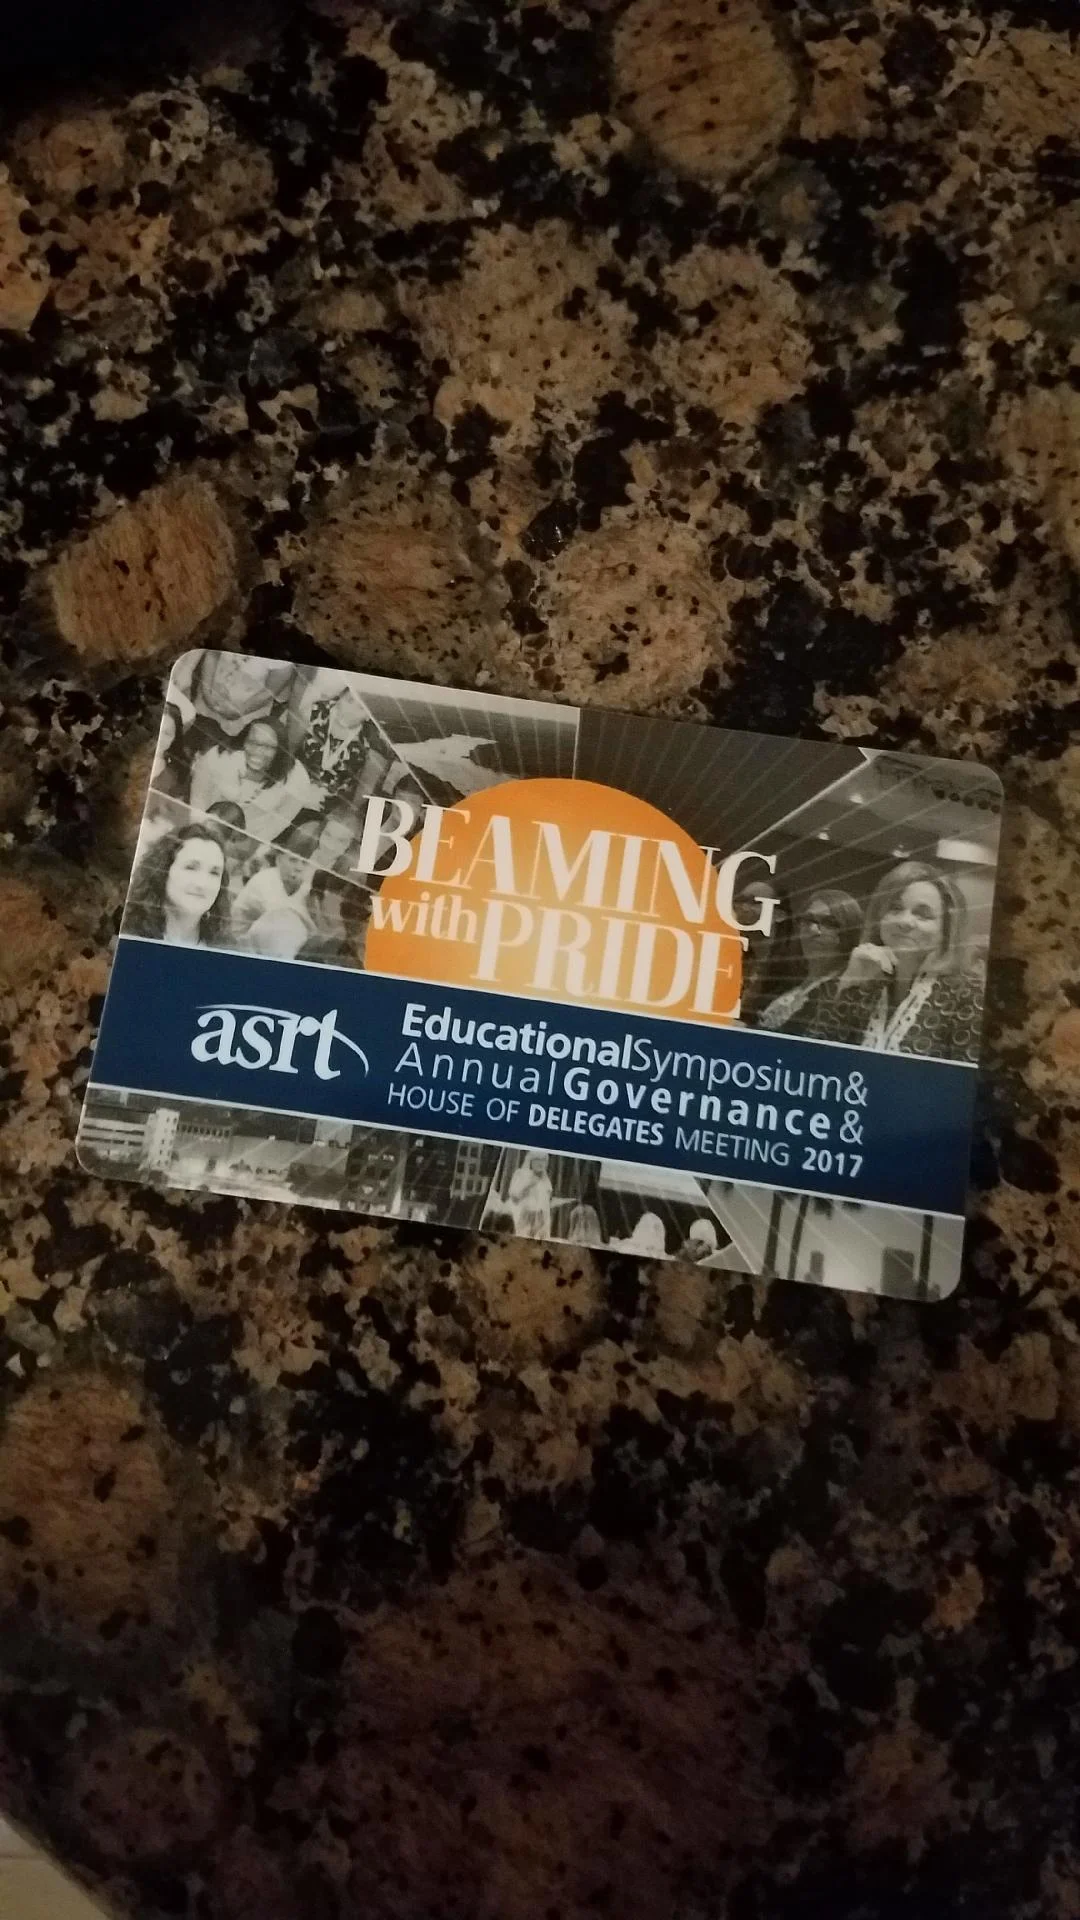 BEAMING
with PRIDE
asrt
EducationalSymposium&
AnnualGovernance&
HOUSE OF DELEGATES MEETING 2017